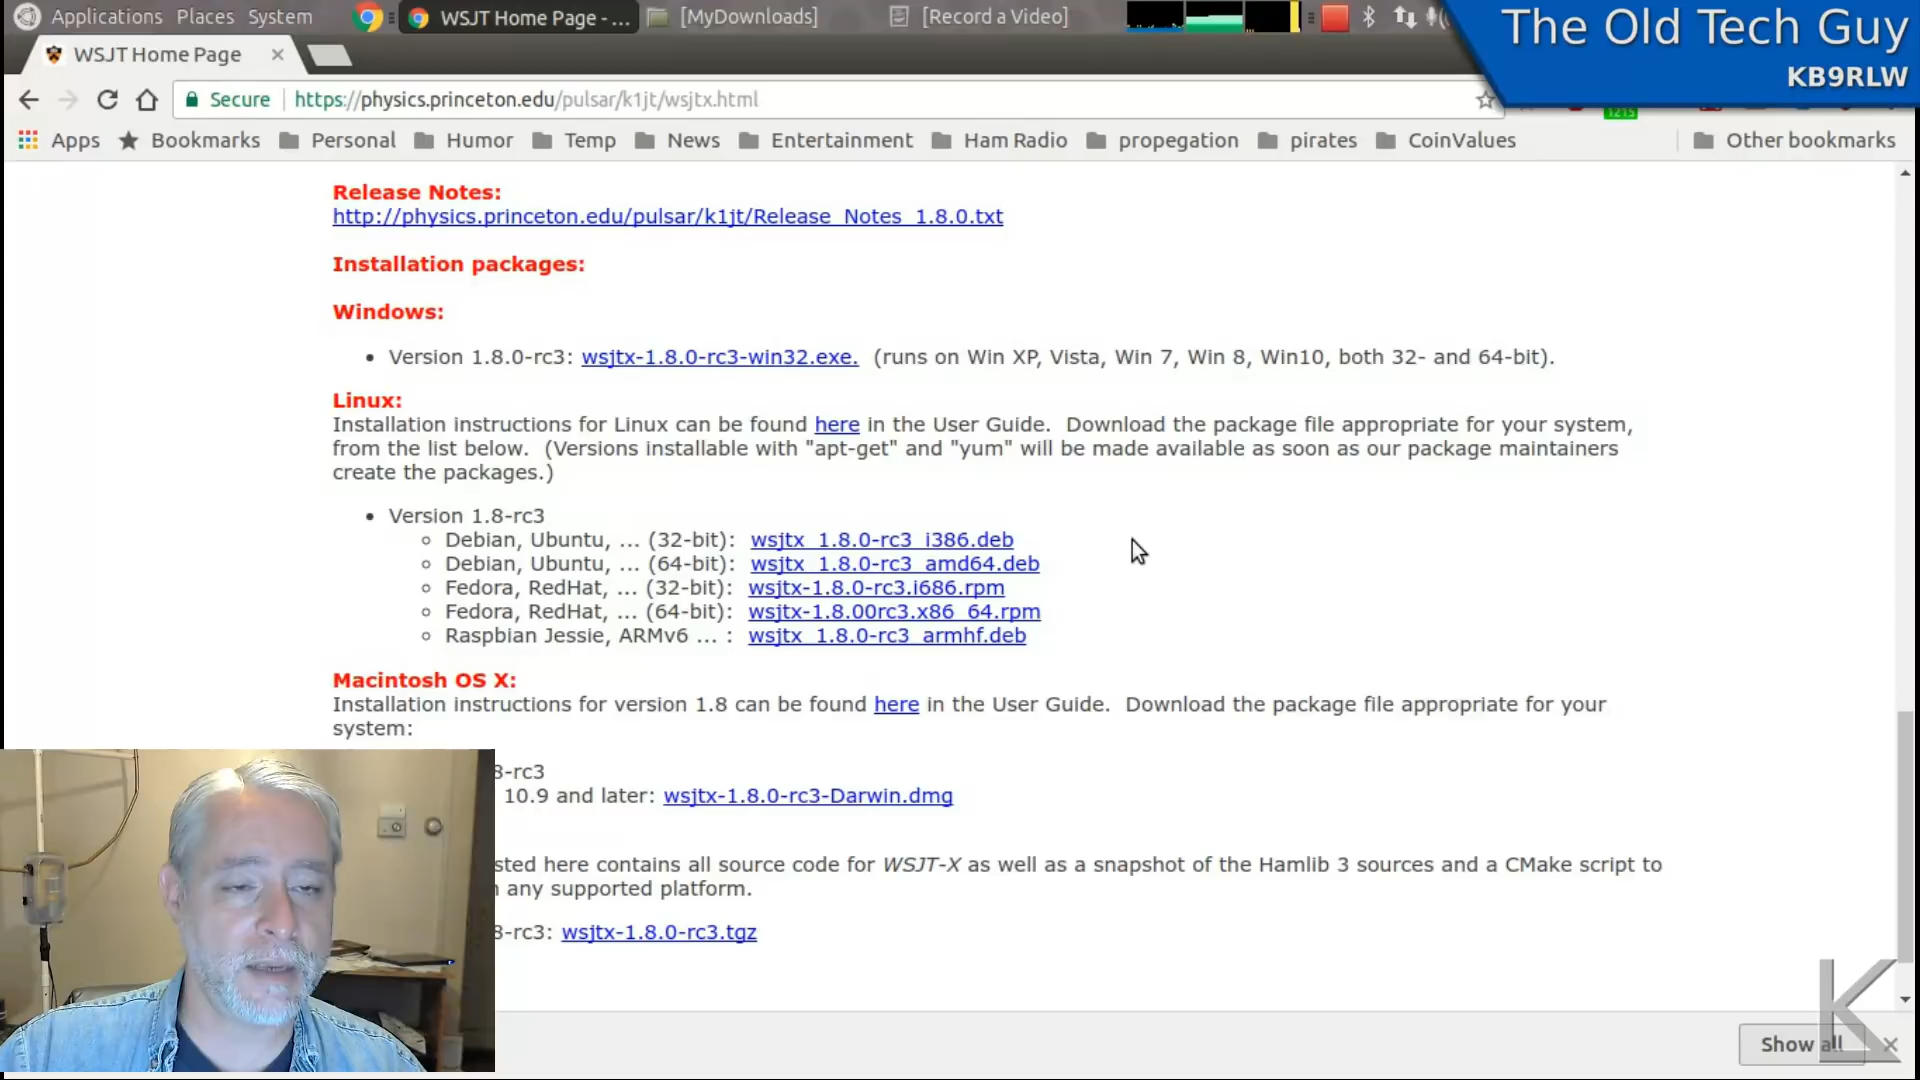 Applications Places System
WSJT Home Page - ...
[MyDownloads]
[Record a Video]
The Old Tech Guy
KB9RLW
WSJT Home Page
Secure https://physics.princeton.edu/pulsar/k1jt/wsjtx.html
1215
Apps Bookmarks Personal Humor Temp News Entertainment Ham Radio propegation pirates CoinValues Other bookmarks
Release Notes:
http://physics.princeton.edu/pulsar/k1jt/Release_Notes_1.8.0.txt
Installation packages:
Windows:
• Version 1.8.0-rc3: wsjtx-1.8.0-rc3-win32.exe. (runs on Win XP, Vista, Win 7, Win 8, Win10, both 32- and 64-bit).
Linux:
Installation instructions for Linux can be found here in the User Guide. Download the package file appropriate for your system,
from the list below. (Versions installable with "apt-get" and "yum" will be made available as soon as our package maintainers
create the packages.)
• Version 1.8-rc3
Debian, Ubuntu, ... (32-bit): wsjtx_1.8.0-rc3_i386.deb
Debian, Ubuntu, ... (64-bit): wsjtx_1.8.0-rc3_amd64.deb
Fedora, RedHat, ... (32-bit): wsjtx-1.8.0-rc3.i686.rpm
Fedora, RedHat, ... (64-bit): wsjtx-1.8.00rc3.x86_64.rpm
Raspbian Jessie, ARMv6 ... : wsjtx_1.8.0-rc3_armhf.deb
Macintosh OS X:
Installation instructions for version 1.8 can be found here in the User Guide. Download the package file appropriate for your
system:
8-rc3
10.9 and later: wsjtx-1.8.0-rc3-Darwin.dmg
sted here contains all source code for WSJT-X as well as a snapshot of the Hamlib 3 sources and a CMake script to
any supported platform.
8-rc3: wsjtx-1.8.0-rc3.tgz
Show all
K